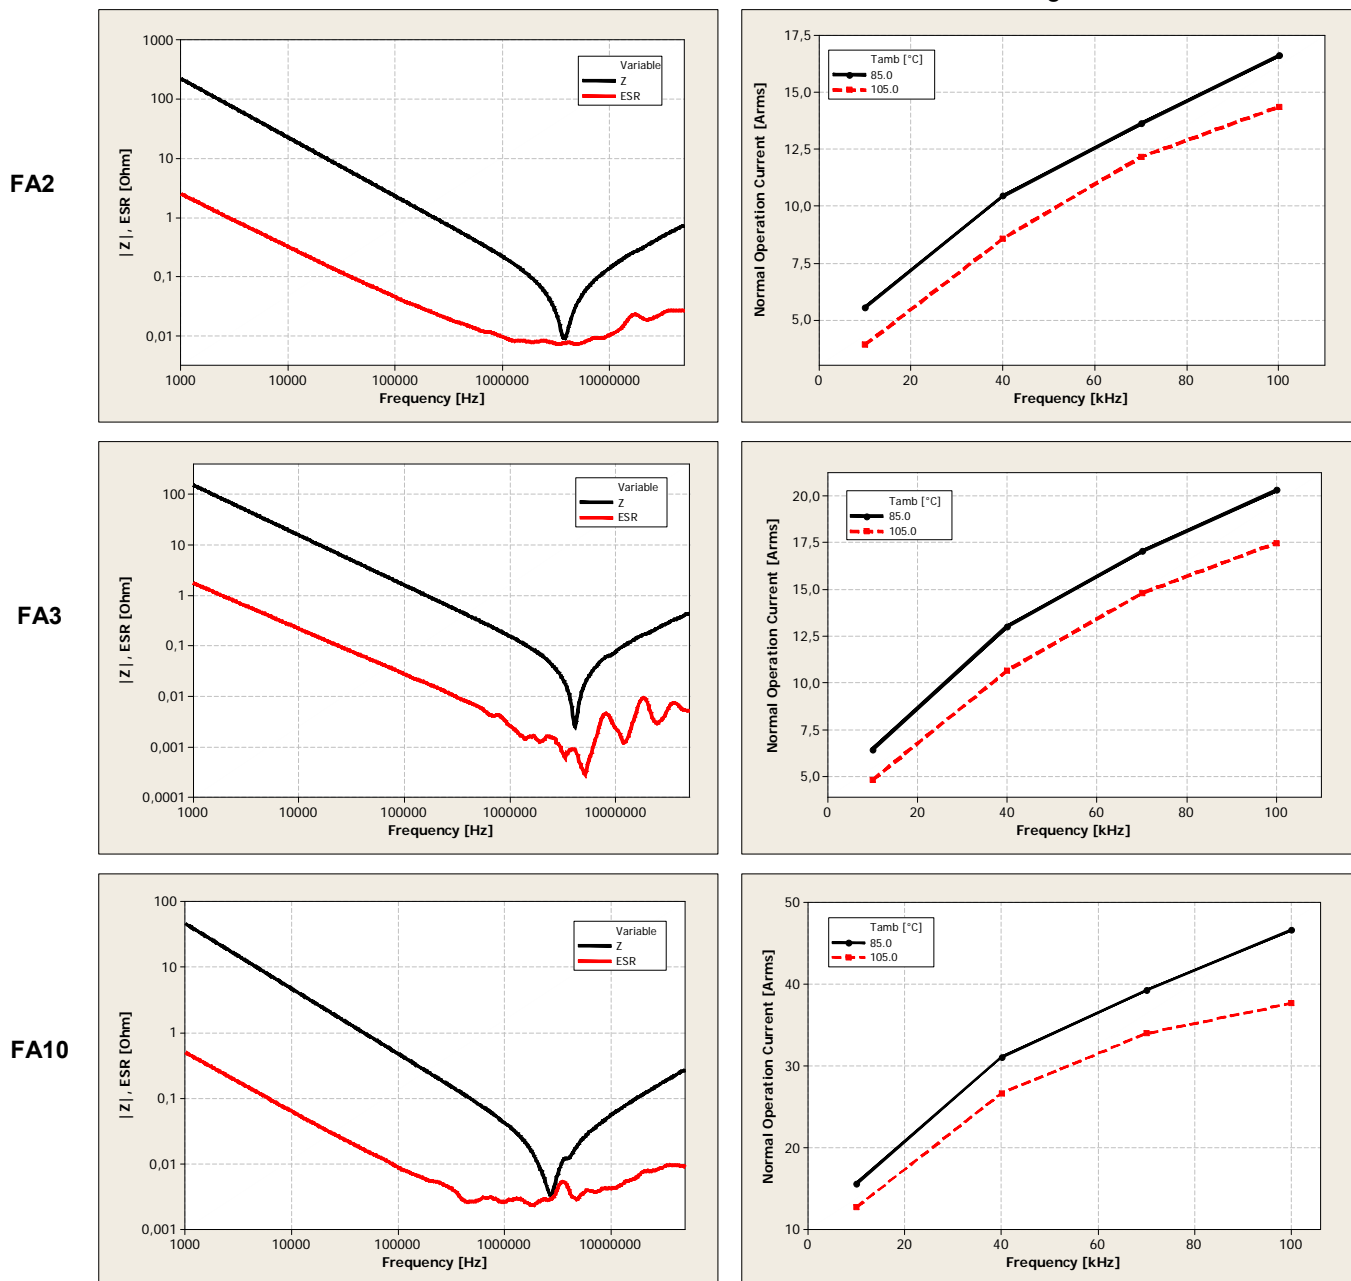 FA2
1000
100
10
1
0,1
0,01
|Z|, ESR [Ohm]
1000 10000 100000 1000000 10000000
Frequency [Hz]
Variable
Z
ESR
17,5
15,0
12,5
10,0
7,5
5,0
Normal Operation Current [Arms]
0 20 40 60 80 100
Frequency [kHz]
Tamb [°C]
85.0
105.0
FA3
100
10
1
0,1
0,01
0,001
0,0001
|Z|, ESR [Ohm]
1000 10000 100000 1000000 10000000
Frequency [Hz]
Variable
Z
ESR
20,0
17,5
15,0
12,5
10,0
7,5
5,0
Normal Operation Current [Arms]
0 20 40 60 80 100
Frequency [kHz]
Tamb [°C]
85.0
105.0
FA10
100
10
1
0,1
0,01
0,001
|Z|, ESR [Ohm]
1000 10000 100000 1000000 10000000
Frequency [Hz]
Variable
Z
ESR
50
40
30
20
10
Normal Operation Current [Arms]
0 20 40 60 80 100
Frequency [kHz]
Tamb [°C]
85.0
105.0